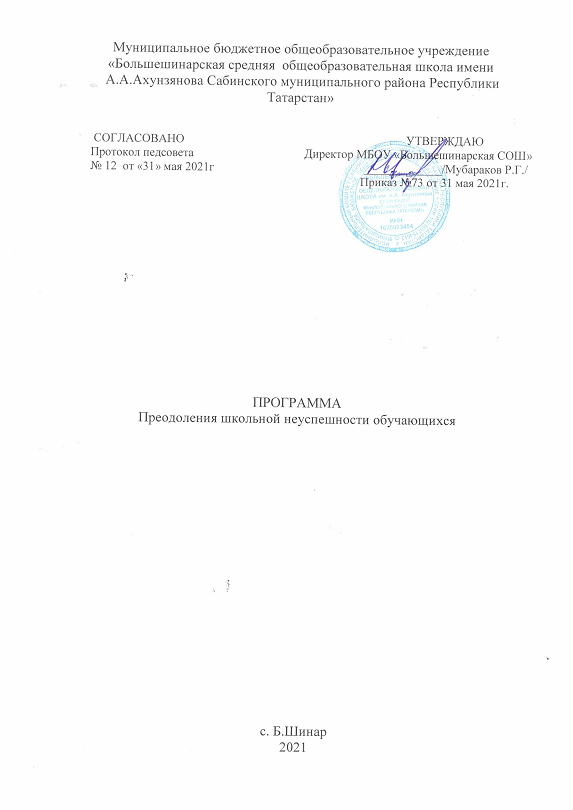 Муниципальное бюджетное общеобразовательное учреждение
«Большешинарская средняя общеобразовательная школа имени
А.А.Ахунзянова Сабинского муниципального района Республики
Татарстан»
СОГЛАСОВАНО
Протокол педсовета
№ 12 от «31» мая 2021г
УТВЕРЖДАЮ
Директор МБОУ «Большешинарская СОШ»
/Мубараков Р.Г./
Приказ №73 от 31 мая 2021г.
ПРОГРАММА
Преодоления школьной неуспешности обучающихся
с. Б.Шинар
2021